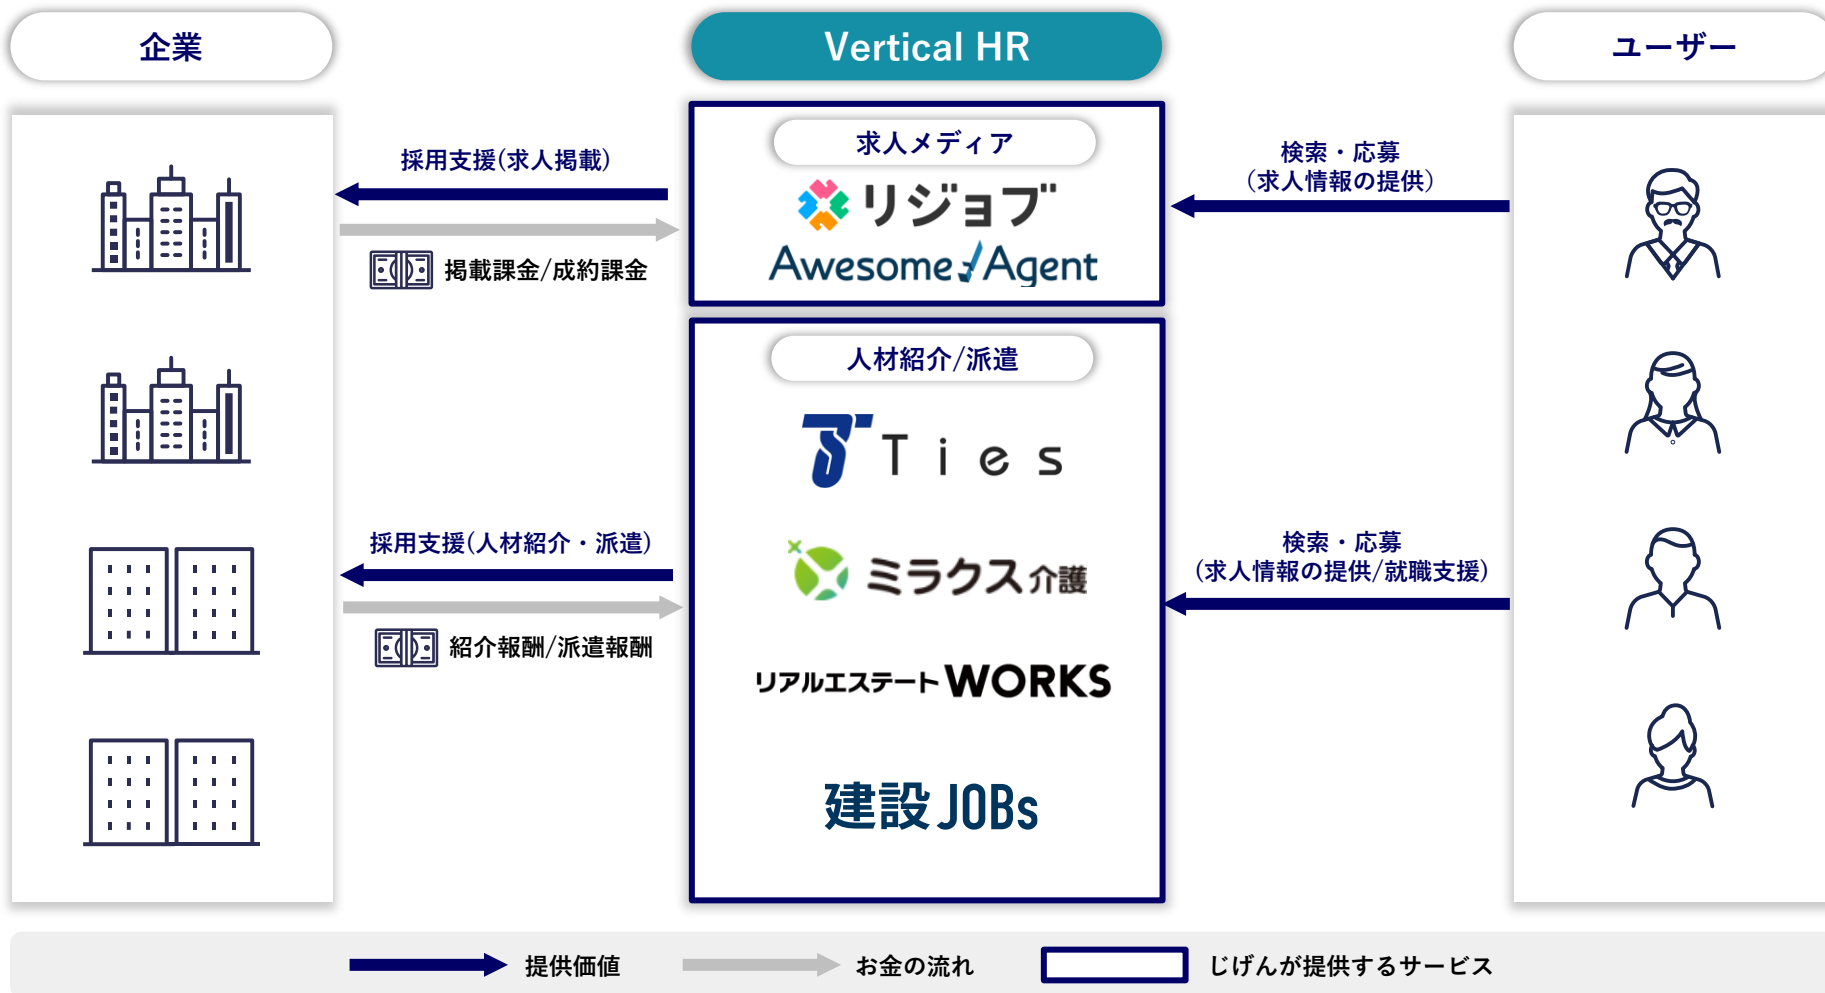 企業
Vertical HR
ユーザー
採用支援(求人掲載)
掲載課金/成約課金
求人メディア
リジョブ
Awesome Agent
検索・応募
(求人情報の提供)
採用支援(人材紹介・派遣)
紹介報酬/派遣報酬
人材紹介/派遣
Ties
ミラクス介護
リアルエステートWORKS
建設JOBs
検索・応募
(求人情報の提供/就職支援)
提供価値
お金の流れ
じげんが提供するサービス